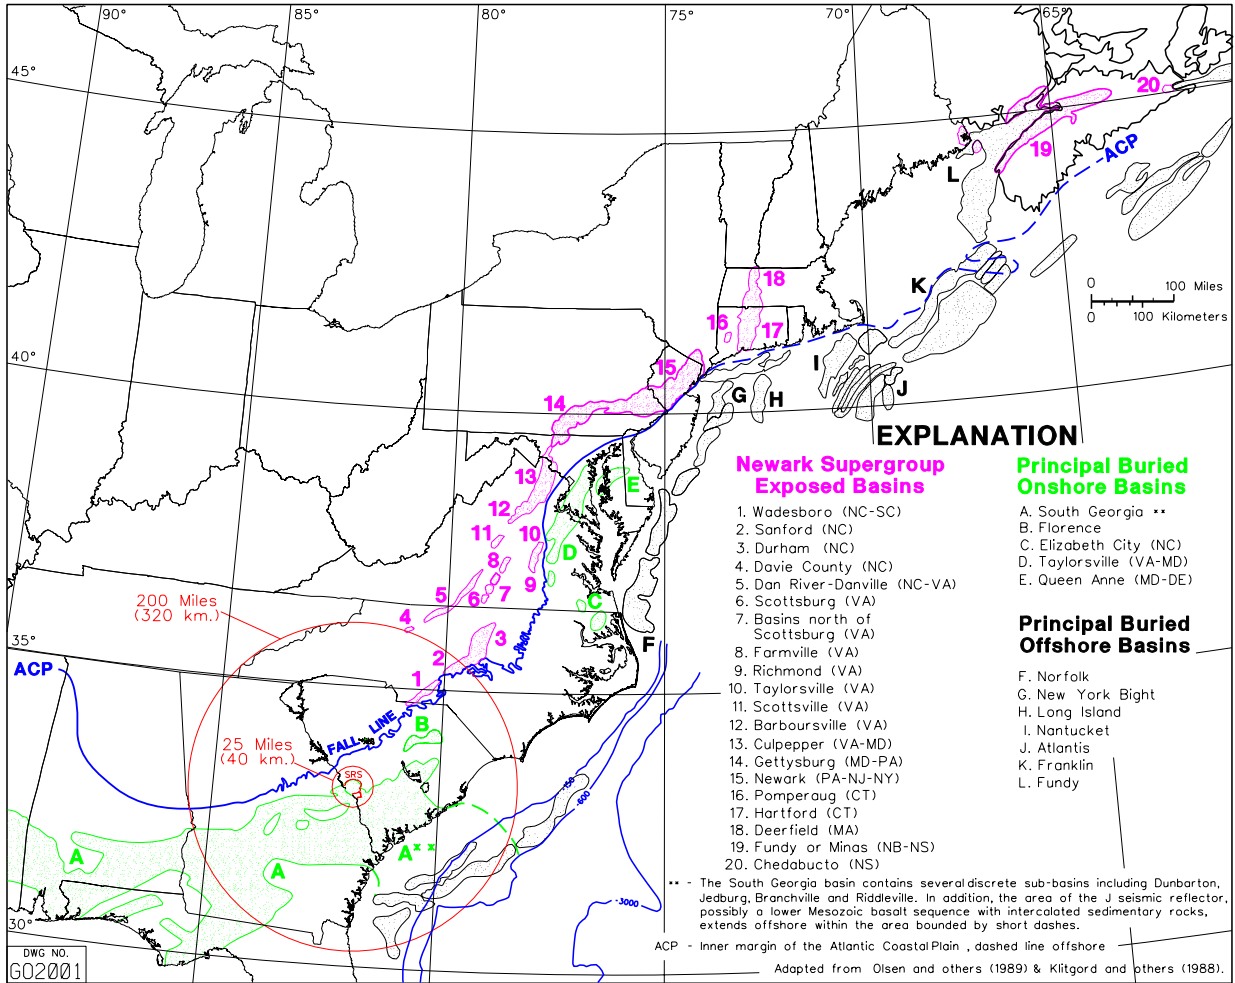 90°
85°
80°
75°
70°
65°
45°
20
19
ACP
L
K
0
100 Miles
0
100 Kilometers
18
16
17
40°
15
14
I
J
G
H
13
12
E
11
10
D
8
9
7
5
6
C
4
3
F
2
1
200 Miles
(320 km.)
35°
ACP
FALL LINE
B
25 Miles
(40 km.)
SRS
-50
-600
A
A
A**
-3000
30°
DWG NO.
GO2001
EXPLANATION
Newark Supergroup
Exposed Basins
1. Wadesboro (NC-SC)
2. Sanford (NC)
3. Durham (NC)
4. Davie County (NC)
5. Dan River-Danville (NC-VA)
6. Scottsburg (VA)
7. Basins north of
Scottsburg (VA)
8. Farmville (VA)
9. Richmond (VA)
10. Taylorsville (VA)
11. Scottsville (VA)
12. Barboursville (VA)
13. Culpepper (VA-MD)
14. Gettysburg (MD-PA)
15. Newark (PA-NJ-NY)
16. Pomperaug (CT)
17. Hartford (CT)
18. Deerfield (MA)
19. Fundy or Minas (NB-NS)
20. Chedabucto (NS)
Principal Buried
Onshore Basins
A. South Georgia **
B. Florence
C. Elizabeth City (NC)
D. Taylorsville (VA-MD)
E. Queen Anne (MD-DE)
Principal Buried
Offshore Basins
F. Norfolk
G. New York Bight
H. Long Island
I. Nantucket
J. Atlantis
K. Franklin
L. Fundy
** - The South Georgia basin contains several discrete sub-basins including Dunbarton,
Jedburg, Branchville and Riddleville. In addition, the area of the J seismic reflector,
possibly a lower Mesozoic basalt sequence with intercalated sedimentary rocks,
extends offshore within the area bounded by short dashes.
ACP - Inner margin of the Atlantic Coastal Plain , dashed line offshore
Adapted from Olsen and others (1989) & Klitgord and others (1988).